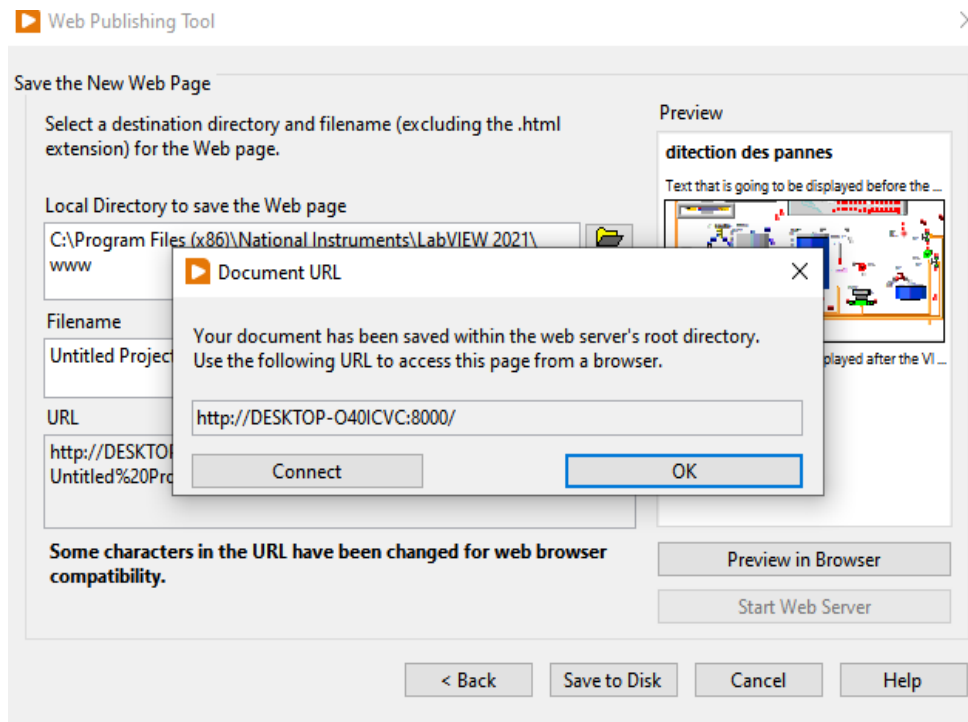 Web Publishing Tool
Save the New Web Page
Select a destination directory and filename (excluding the .html
extension) for the Web page.
Local Directory to save the Web page
C:\Program Files (x86)\National Instruments\LabVIEW 2021\
www
Filename
Untitled Project
URL
http://DESKTOP
Untitled%20Pro
Some characters in the URL have been changed for web browser
compatibility.
Document URL
Your document has been saved within the web server's root directory.
Use the following URL to access this page from a browser.
http://DESKTOP-O40ICVC:8000/
Connect
OK
Preview
ditection des pannes
Text that is going to be displayed before the ...
played after the VI ...
Preview in Browser
Start Web Server
< Back
Save to Disk
Cancel
Help